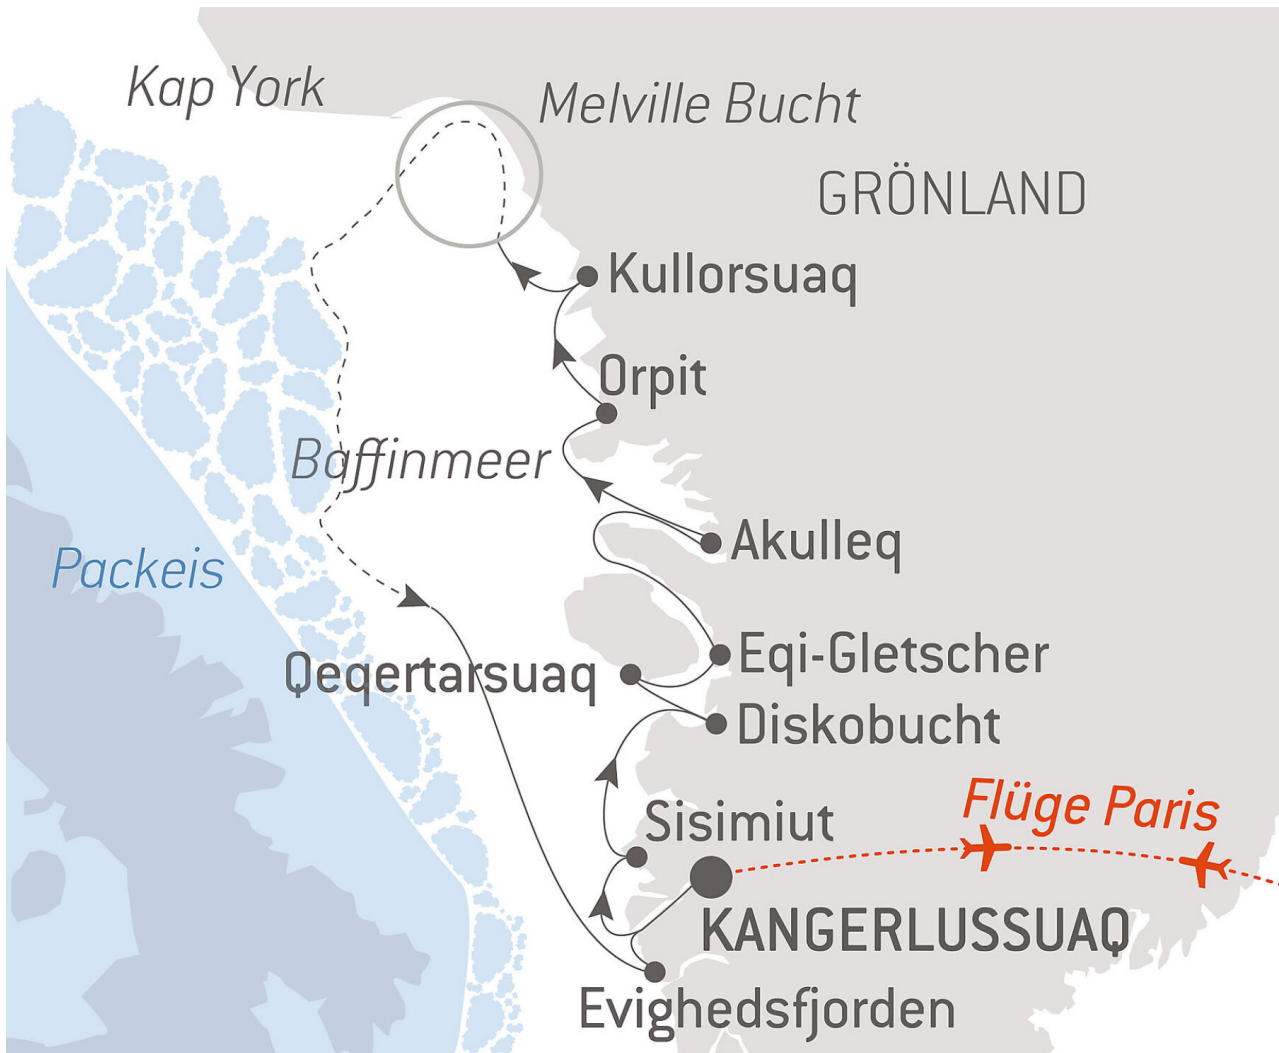 Kap York
Melville Bucht
GRÖNLAND
Kullorsuaq
Orpit
Baffinmeer
Akulleq
Packeis
Eqi-Gletscher
Qeqertarsuaq
Diskobucht
Flüge Paris
Sisimiut
KANGERLUSSUAQ
Evighedsfjorden